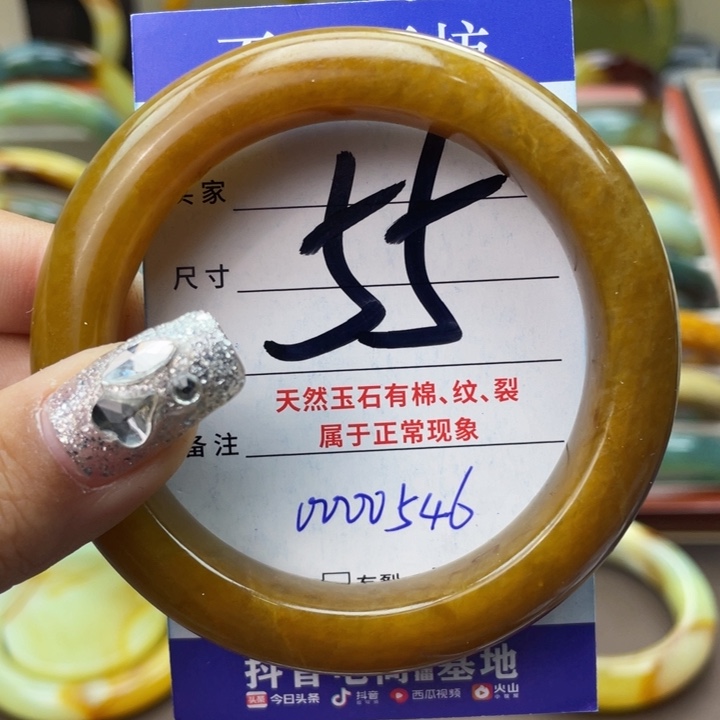 家
尺寸
55
天然玉石有棉、纹、裂
属于正常现象
备注
0000546
抖音电商直播基地
今日头条 抖音 西瓜视频 火山